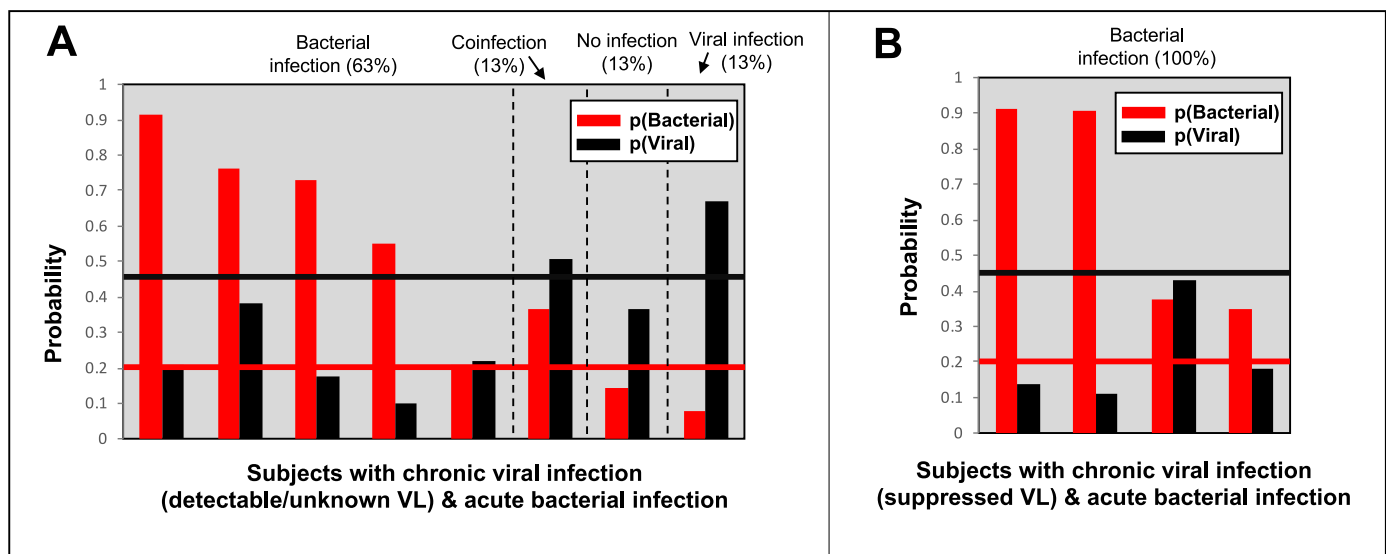 A
Bacterial
infection (63%)
Coinfection
(13%)
No infection
(13%)
Viral infection
(13%)
p(Bacterial)
p(Viral)
1
0.9
0.8
0.7
0.6
0.5
0.4
0.3
0.2
0.1
0
Probability
Subjects with chronic viral infection
(detectable/unknown VL) & acute bacterial infection
B
Bacterial
infection (100%)
p(Bacterial)
p(Viral)
1
0.9
0.8
0.7
0.6
0.5
0.4
0.3
0.2
0.1
0
Probability
Subjects with chronic viral infection
(suppressed VL) & acute bacterial infection